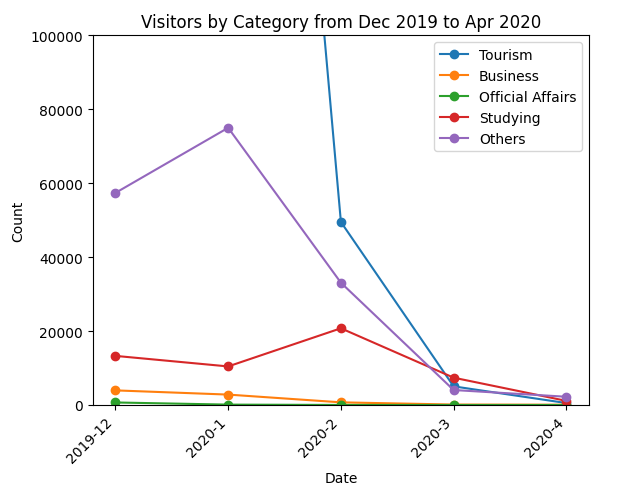 Visitors by Category from Dec 2019 to Apr 2020
100000
80000
60000
40000
20000
0
Count
Tourism
Business
Official Affairs
Studying
Others
2019-12
2020-1
2020-2
2020-3
2020-4
Date